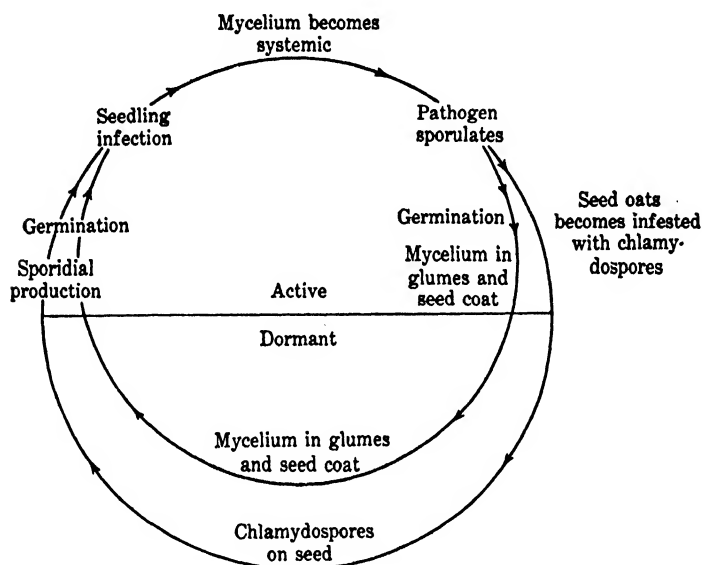 Mycelium becomes
systemic
Seedling
infection
Pathogen
sporulates
Germination
Sporidial
production
Germination
Mycelium in
glumes and
seed coat
Seed oats
becomes infested
with chlamy-
dospores
Active
Dormant
Mycelium in glumes
and seed coat
Chlamydospores
on seed